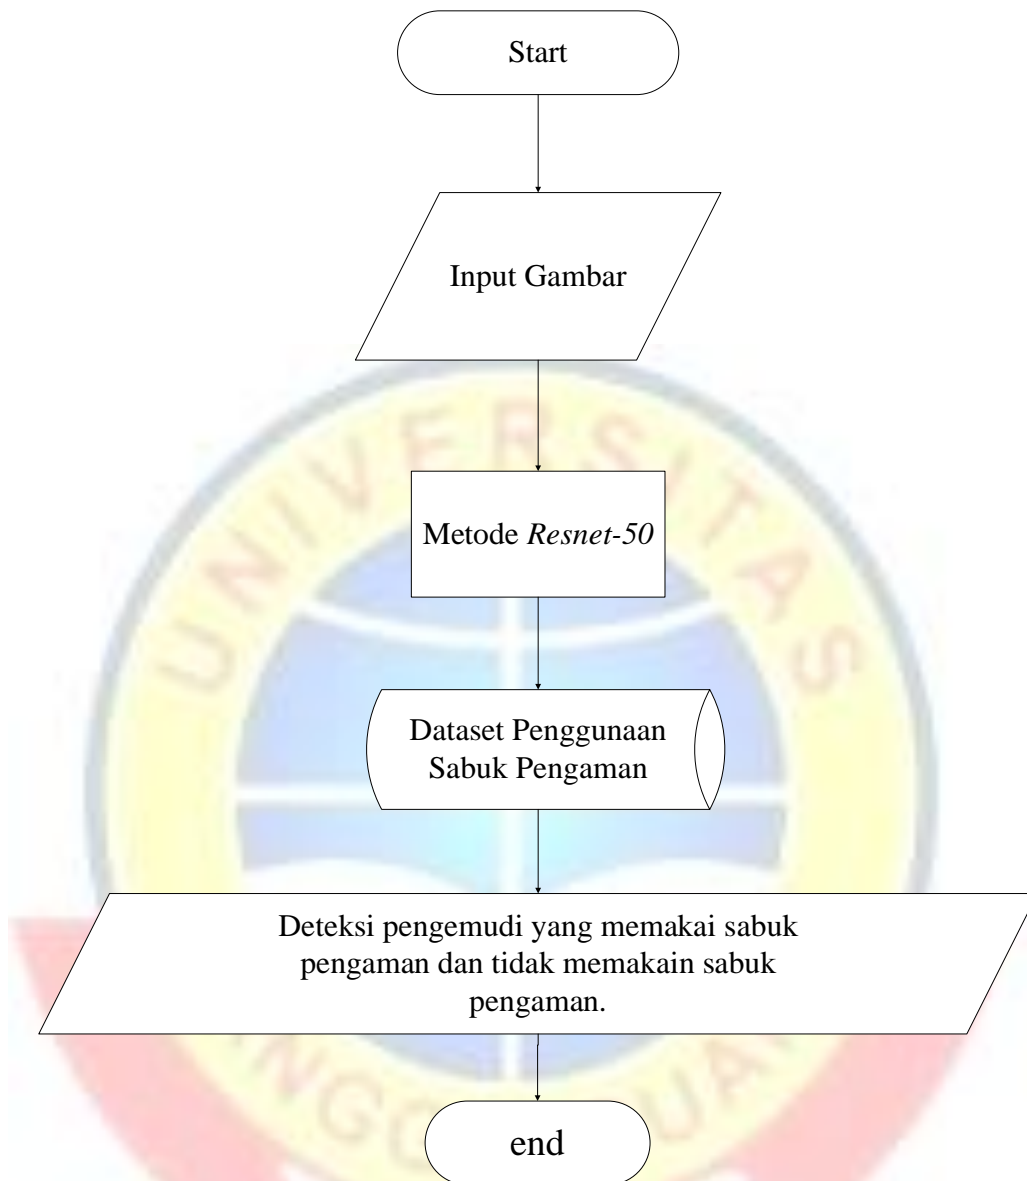 Start
Input Gambar
UNIVERSITAS
Metode Resnet-50
Dataset Penggunaan
Sabuk Pengaman
Deteksi pengemudi yang memakai sabuk
pengaman dan tidak memakain sabuk
pengaman.
end